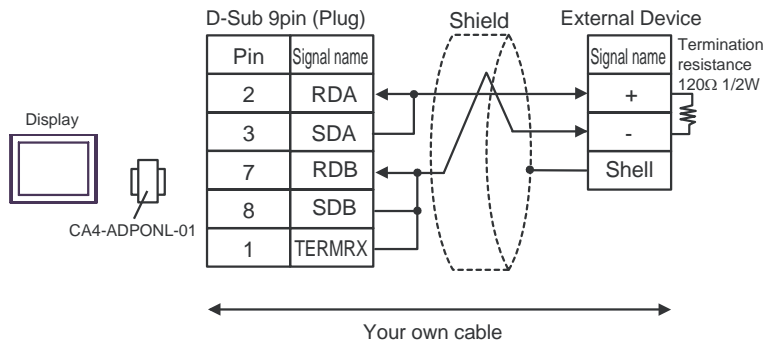 D-Sub 9pin (Plug)
Shield
External Device
Pin
Signal name
2
RDA
3
SDA
7
RDB
8
SDB
1
TERMRX
Signal name
+
-
Shell
Termination
resistance
120Ω 1/2W
Display
CA4-ADPONL-01
Your own cable